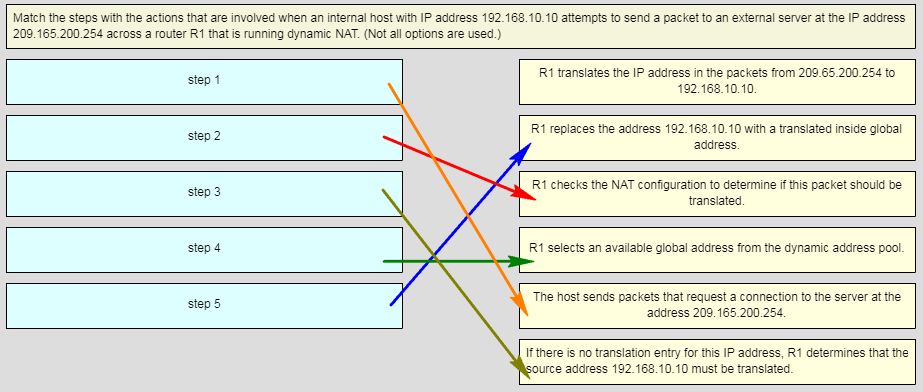 Match the steps with the actions that are involved when an internal host with IP address 192.168.10.10 attempts to send a packet to an external server at the IP address
209.165.200.254 across a router R1 that is running dynamic NAT. (Not all options are used.)
step 1
step 2
step 3
step 4
step 5
R1 translates the IP address in the packets from 209.65.200.254 to
192.168.10.10.
R1 replaces the address 192.168.10.10 with a translated inside global
address.
R1 checks the NAT configuration to determine if this packet should be
translated.
R1 selects an available global address from the dynamic address pool.
The host sends packets that request a connection to the server at the
address 209.165.200.254.
If there is no translation entry for this IP address, R1 determines that the
source address 192.168.10.10 must be translated.